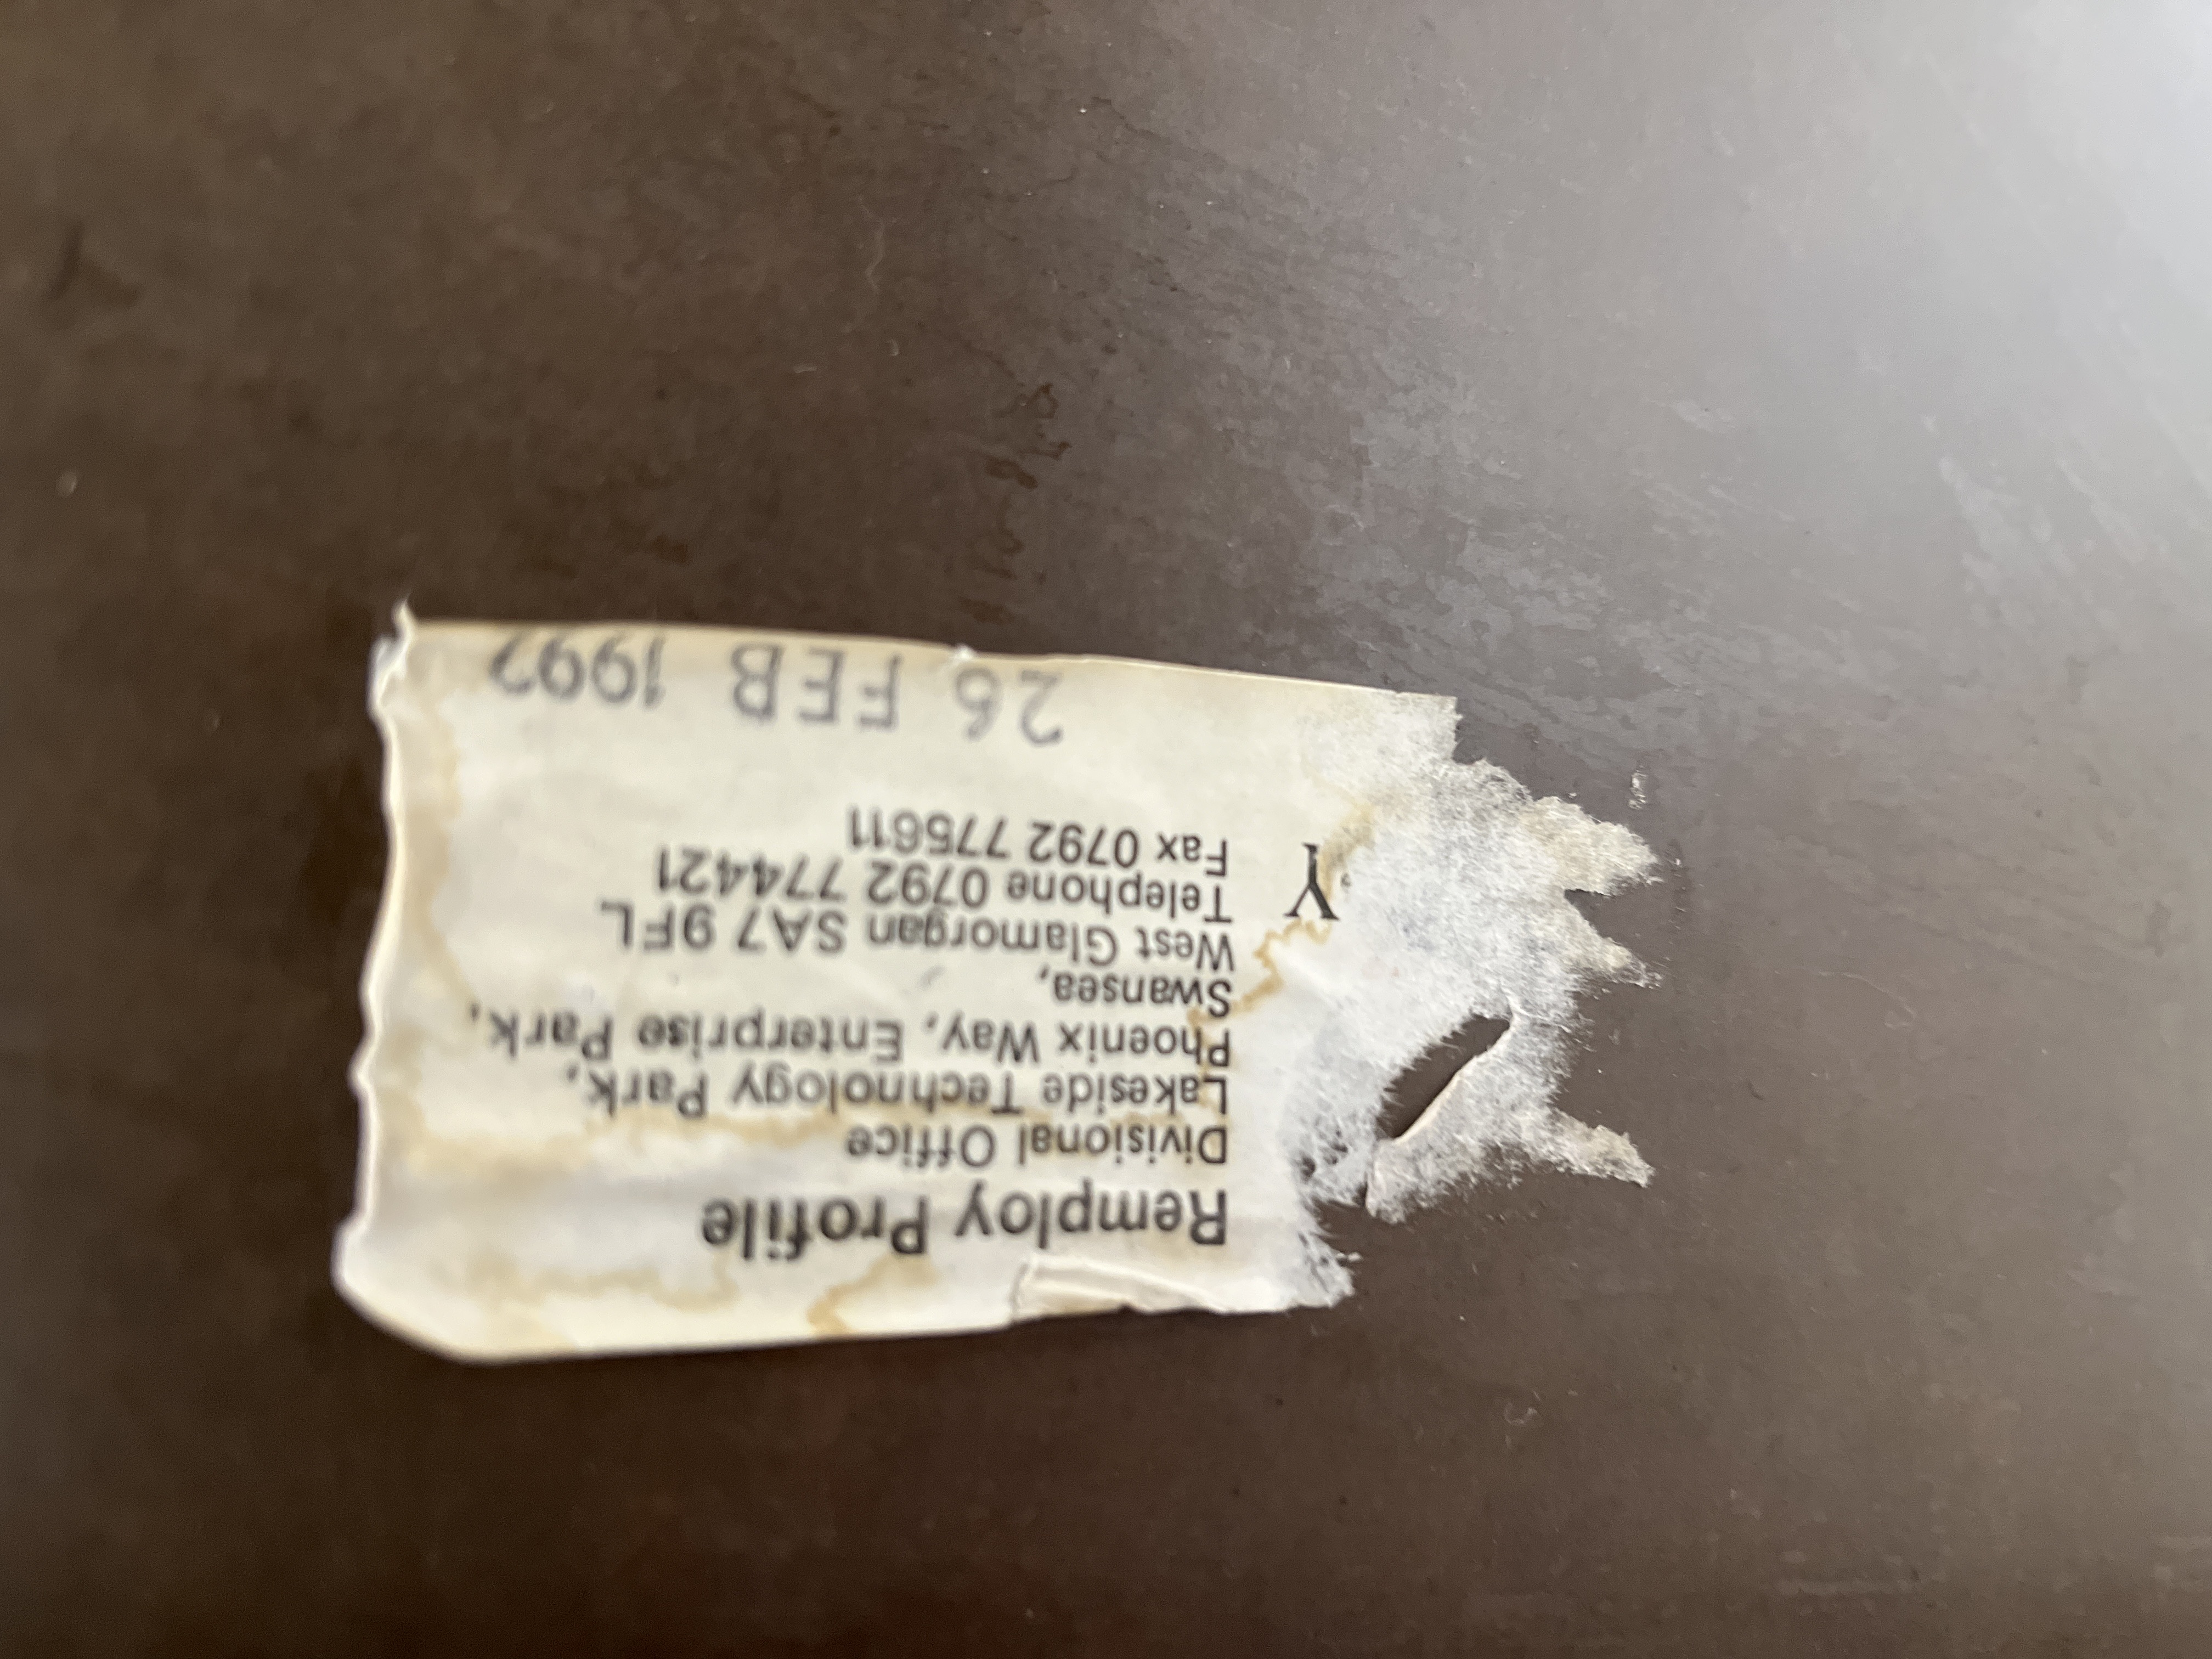 Remploy Profile
Divisional Office
Lakeside Technology Park,
Phoenix Way, Enterprise Park,
Swansea,
West Glamorgan SA7 9FL
Telephone 0792 774421
Fax 0792 775611
Y
26 FEB 1992